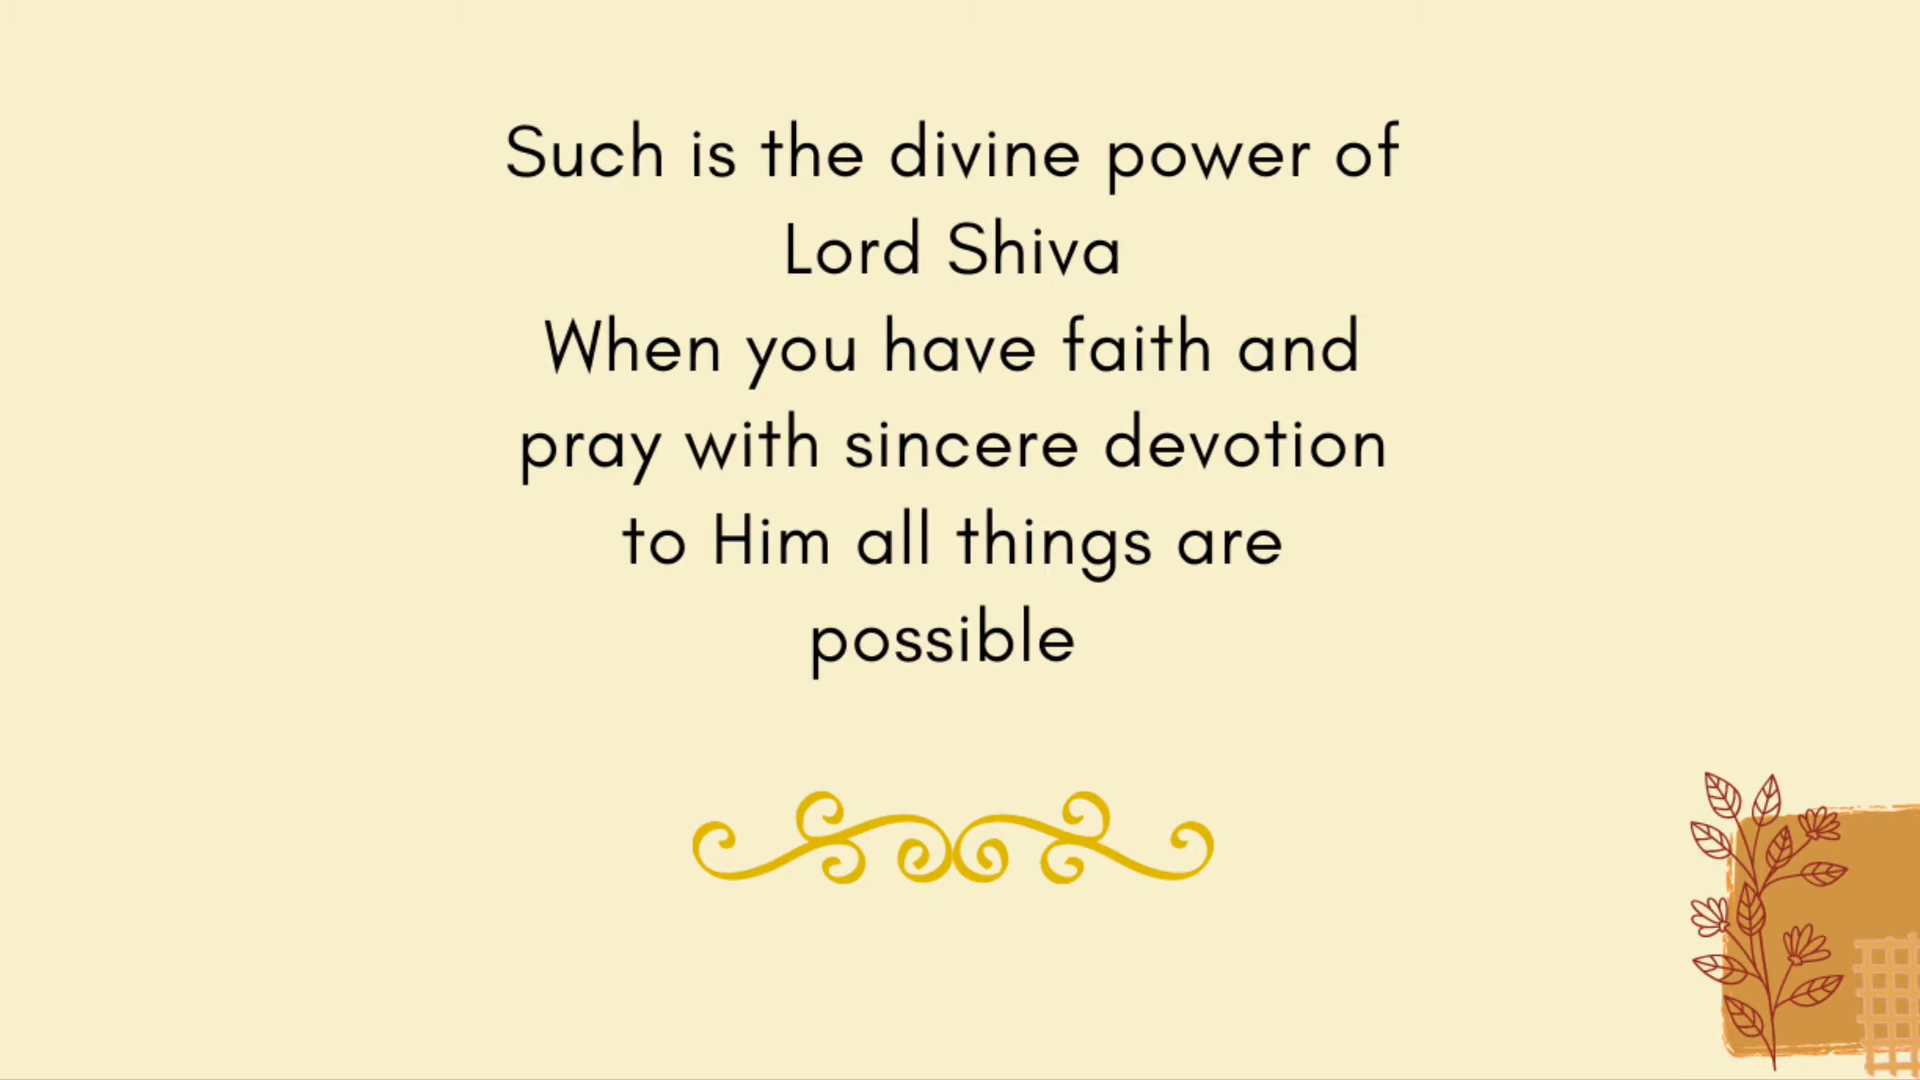 Such is the divine power of
Lord Shiva
When you have faith and
pray with sincere devotion
to Him all things are
possible